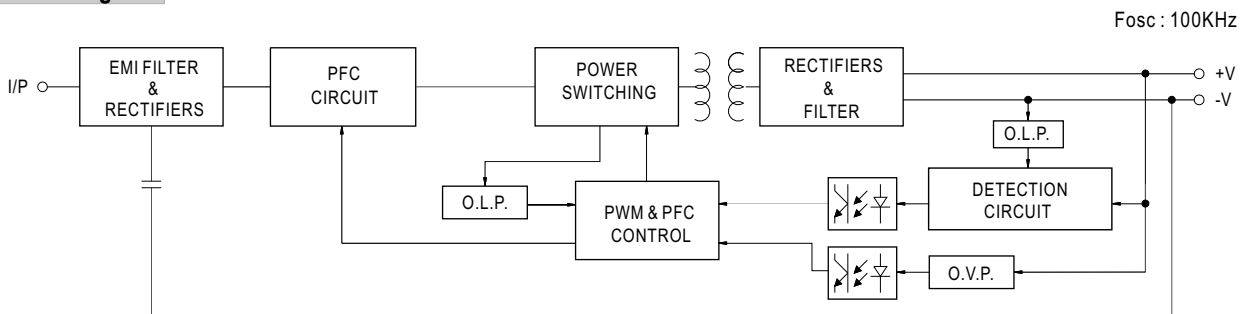 Fosc : 100KHz
I/P
EMI FILTER
&
RECTIFIERS
PFC
CIRCUIT
POWER
SWITCHING
RECTIFIERS
&
FILTER
+V
-V
O.L.P.
O.L.P.
PWM & PFC
CONTROL
DETECTION
CIRCUIT
O.V.P.